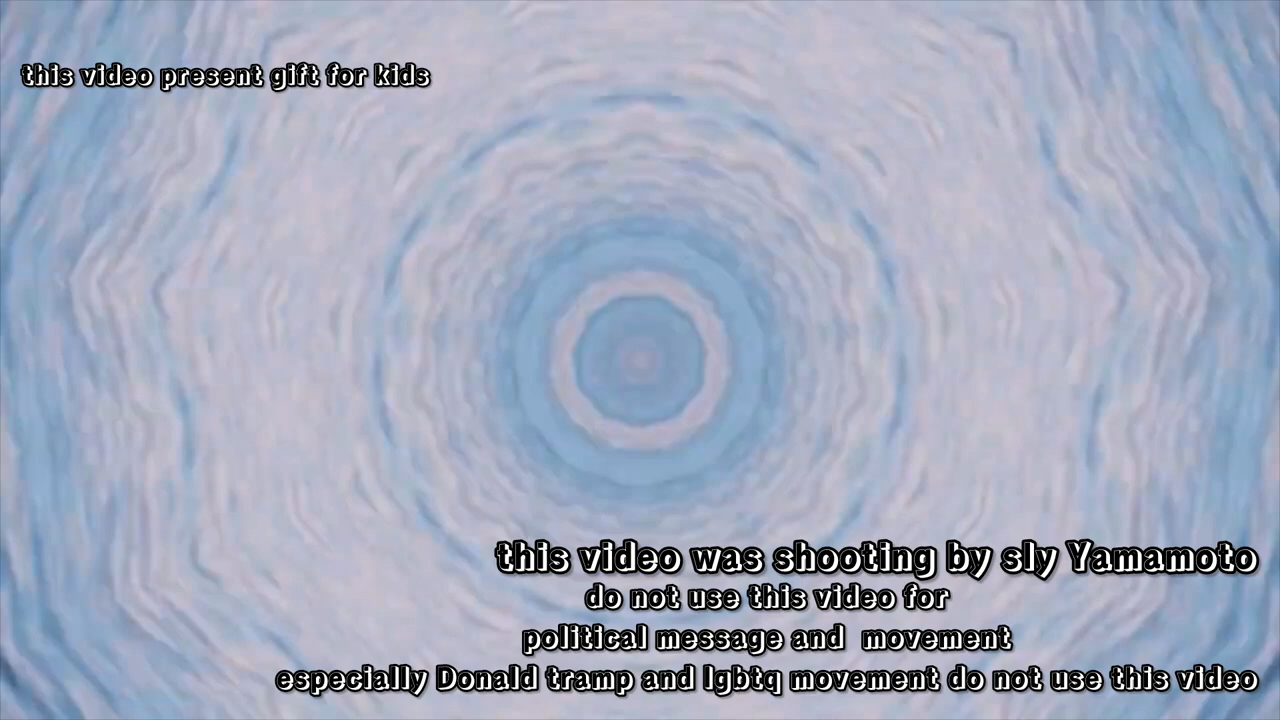 this video present gift for kids
this video was shooting by sly Yamamoto
do not use this video for
political message and movement
especially Donald tramp and lgbtq movement do not use this video